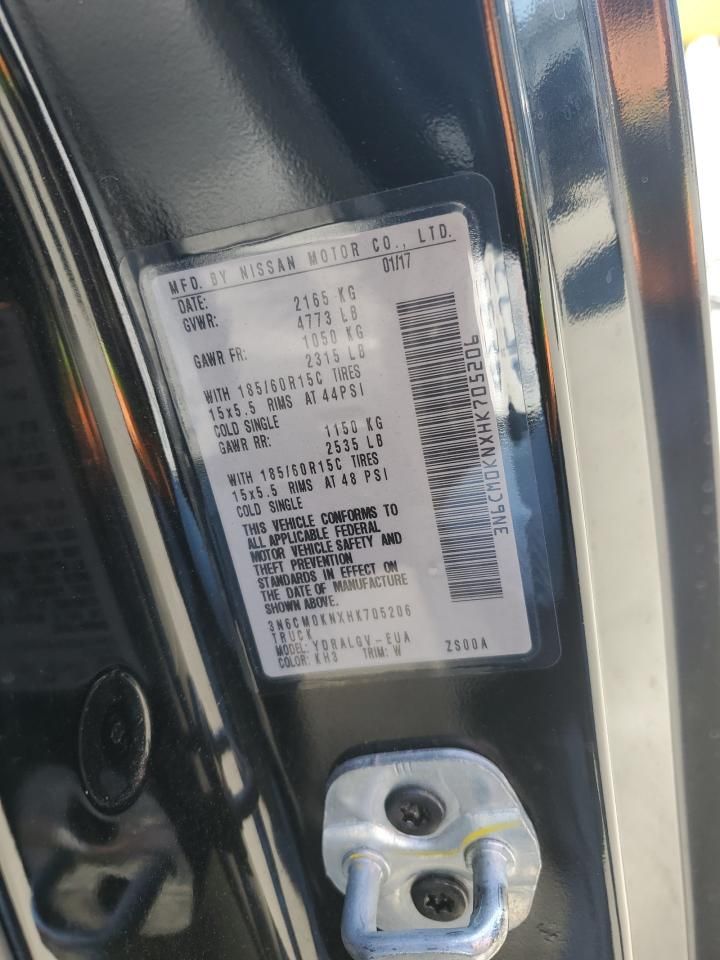 MFD. BY NISSAN MOTOR CO., LTD.
DATE: 01/17
GVWR: 2165 KG
4773 LB
GAWR FR: 1050 KG
2315 LB
WITH 185/60R15C TIRES
15x5.5 RIMS AT 44PSI
COLD SINGLE
GAWR RR: 1150 KG
2535 LB
WITH 185/60R15C TIRES
15x5.5 RIMS AT 48 PSI
COLD SINGLE
THIS VEHICLE CONFORMS TO
ALL APPLICABLE FEDERAL
MOTOR VEHICLE SAFETY AND
THEFT PREVENTION
STANDARDS IN EFFECT ON
THE DATE OF MANUFACTURE
SHOWN ABOVE.
3N6CM0KNXHK705206
TRUCK
MODEL: YDRALGV-EUA
COLOR: KH3 TRIM: W ZS00A
3N6CM0KNXHK705206